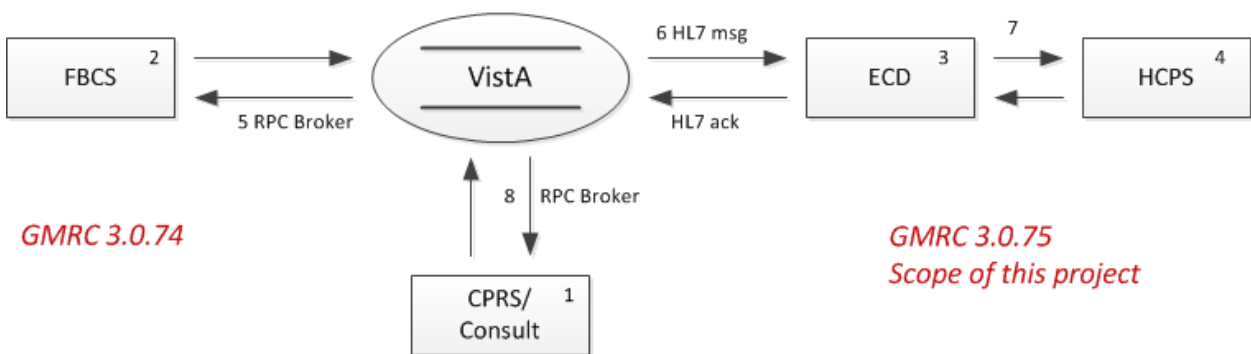 6 HL7 msg
7
2
FBCS
VistA
3
ECD
4
HCPS
5 RPC Broker
HL7 ack
8
RPC Broker
GMRC 3.0.74
GMRC 3.0.75
Scope of this project
CPRS/
1
Consult